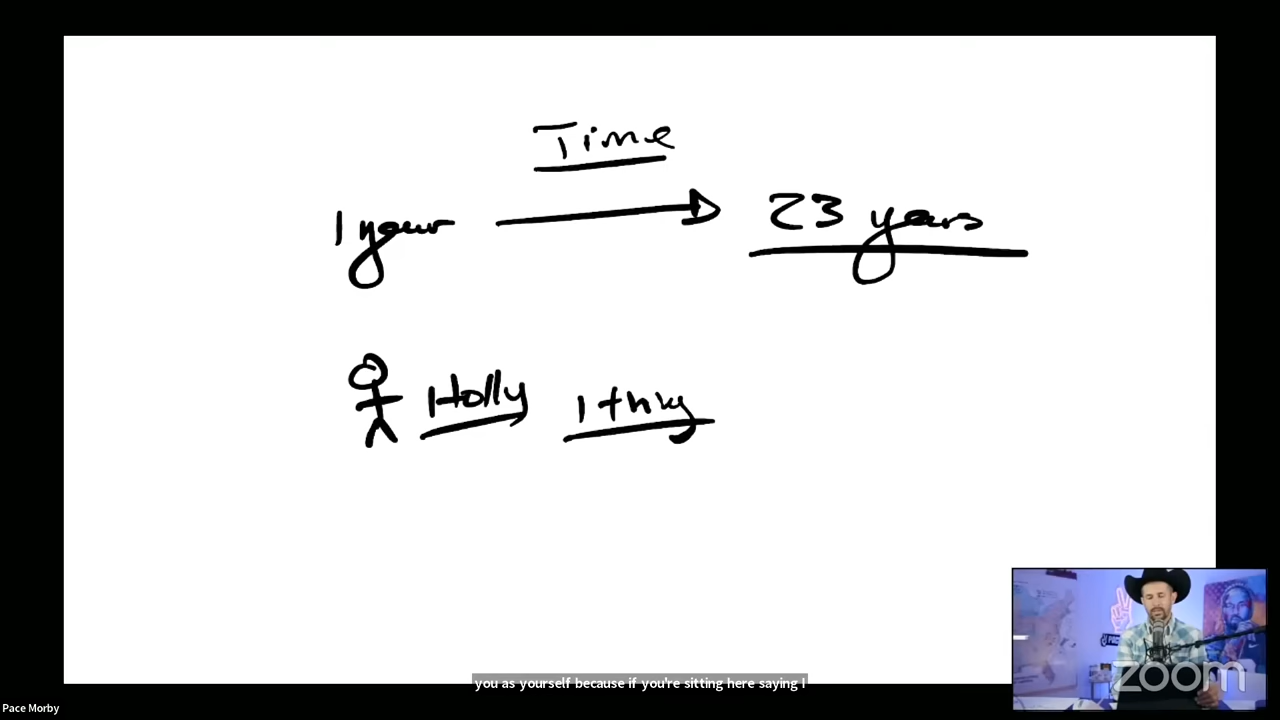 Time
1 year
23 years
Holly 1 thing
you as yourself because if you're sitting here saying I
Pace Morby
zoom